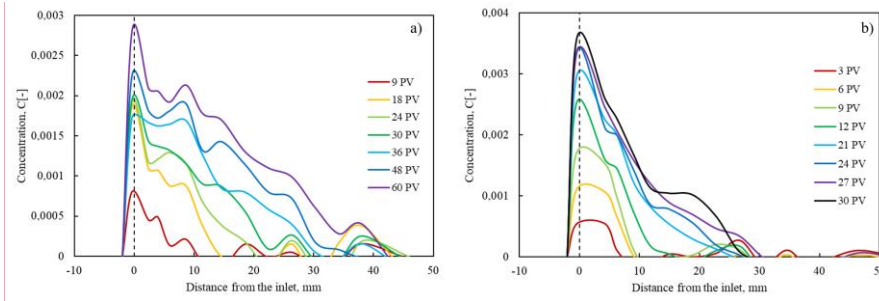 a)
0,003
0,0025
0,002
0,0015
0,001
0,0005
0
-10
0
10
20
30
40
50
Concentration, C[-]
Distance from the inlet, mm
9 PV
18 PV
24 PV
30 PV
36 PV
48 PV
60 PV
b)
0,004
0,003
0,002
0,001
0
-10
0
10
20
30
40
50
Concentration, C[-]
Distance from the inlet, mm
3 PV
6 PV
9 PV
12 PV
21 PV
24 PV
27 PV
30 PV